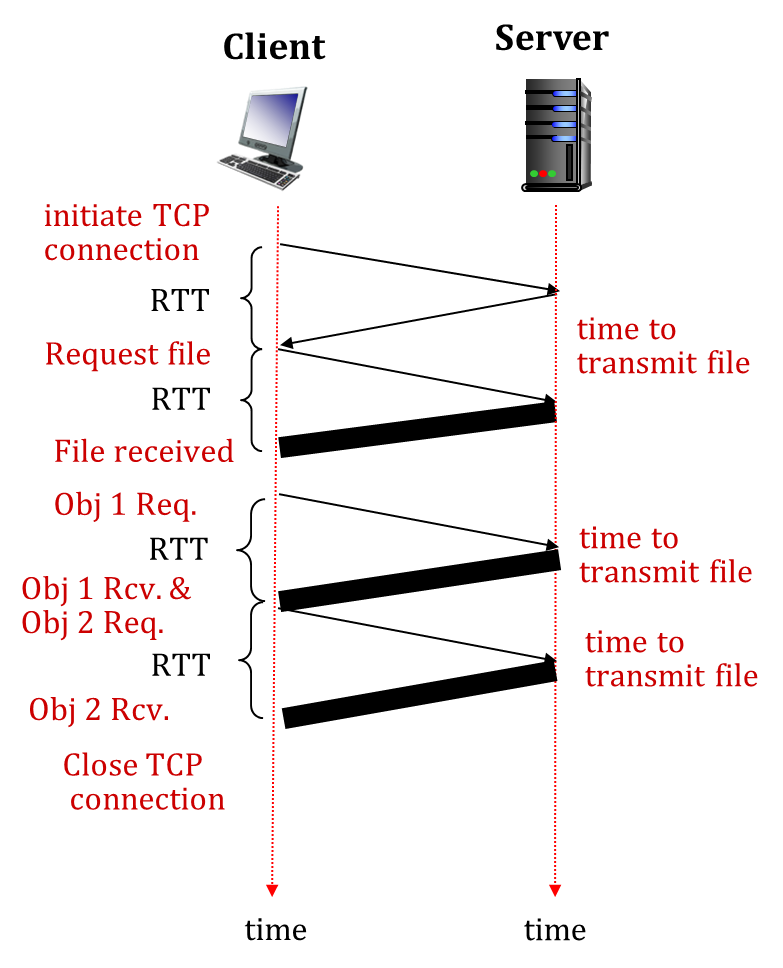 Client
Server
initiate TCP
connection
RTT
time to
transmit file
Request file
RTT
File received
Obj 1 Req.
RTT
time to
transmit file
Obj 1 Rcv. &
Obj 2 Req.
time to
transmit file
RTT
Obj 2 Rcv.
Close TCP
connection
time
time